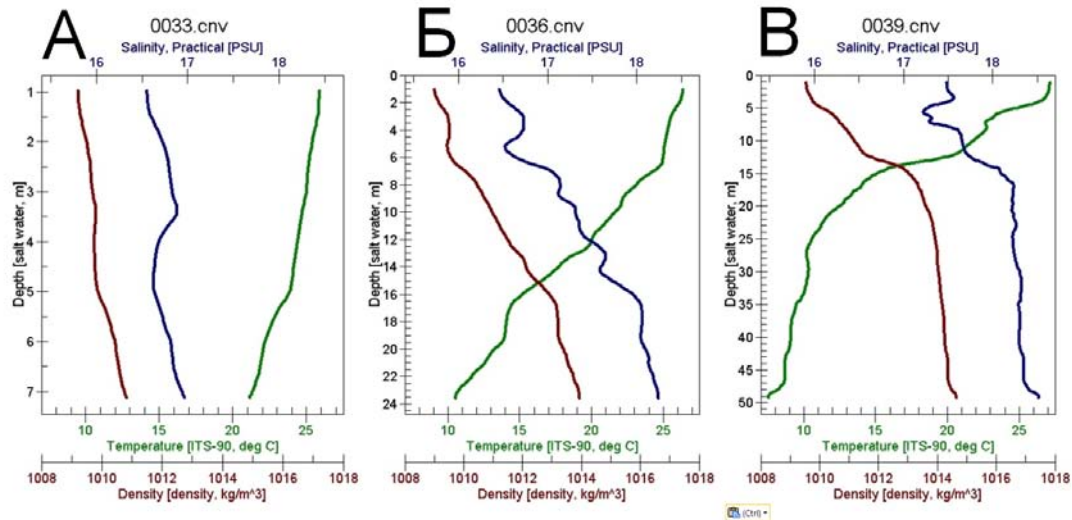 А
0033.cnv
Salinity, Practical [PSU]
16 17 18
Depth [salt water, m]
1
2
3
4
5
6
7
10 15 20 25
Temperature [ITS-90, deg C]
1008 1010 1012 1014 1016 1018
Density [density, kg/m^3]
Б
0036.cnv
Salinity, Practical [PSU]
16 17 18
Depth [salt water, m]
0
2
4
6
8
10
12
14
16
18
20
22
24
10 15 20 25
Temperature [ITS-90, deg C]
1008 1010 1012 1014 1016 1018
Density [density, kg/m^3]
В
0039.cnv
Salinity, Practical [PSU]
16 17 18
Depth [salt water, m]
0
5
10
15
20
25
30
35
40
45
50
10 15 20 25
Temperature [ITS-90, deg C]
1008 1010 1012 1014 1016 1018
Density [density, kg/m^3]
(Ctrl)